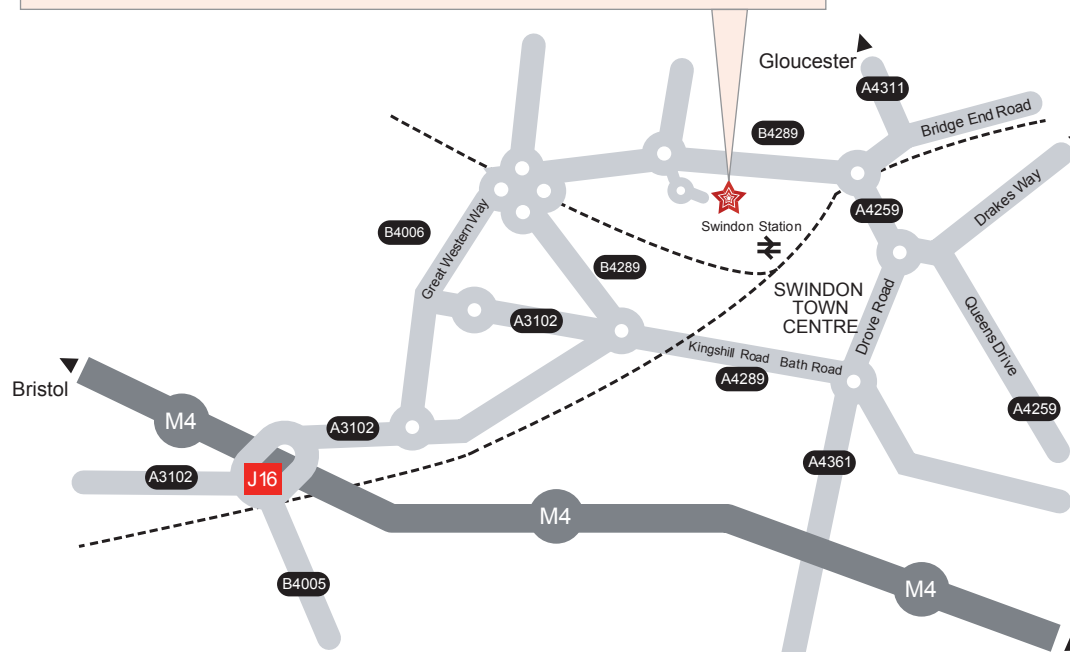 Gloucester
A4311
Bridge End Road
B4289
Drakes Way
A4259
B4006
Great Western Way
Swindon Station
B4289
SWINDON
TOWN
CENTRE
Drove Road
Queens Drive
A3102
Kingshill Road
Bath Road
A4289
Bristol
M4
A4259
A3102
A3102
J16
A4361
M4
B4005
M4